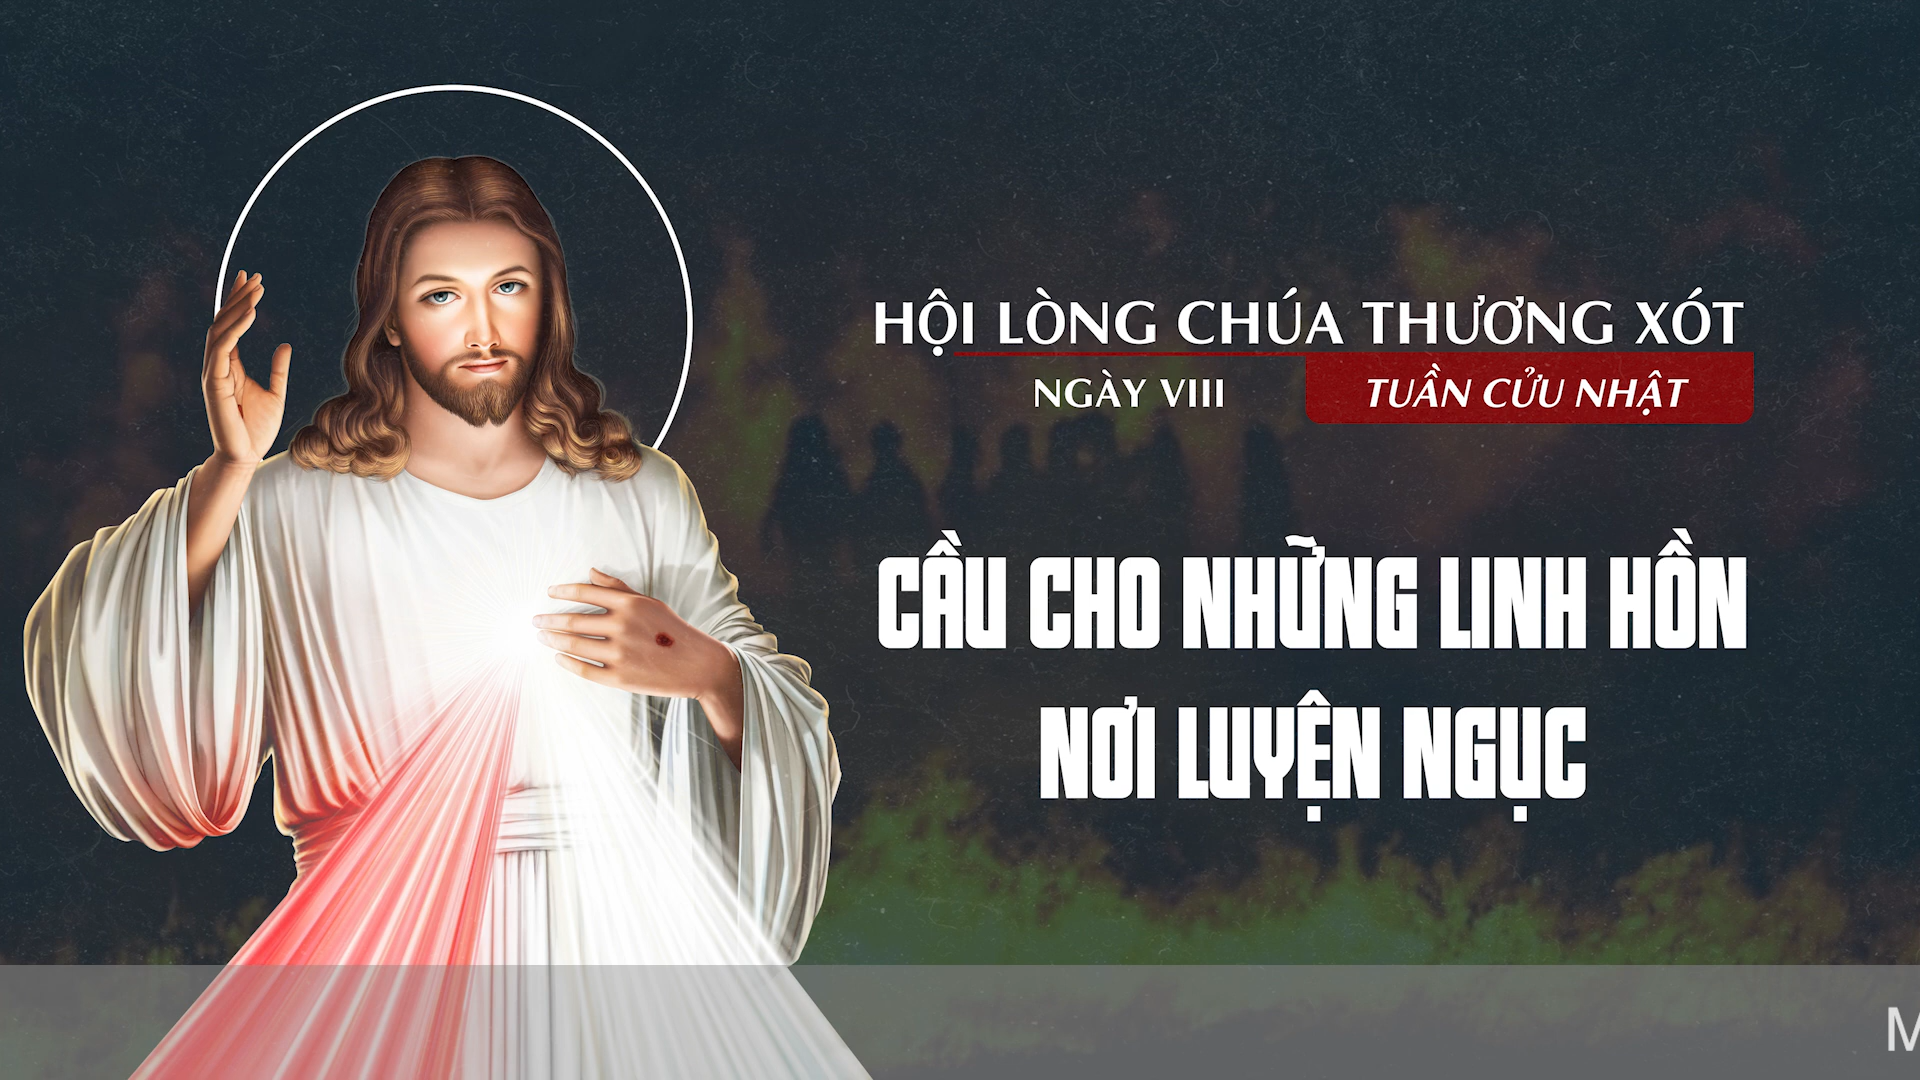 HỘI LÒNG CHÚA THƯƠNG XÓT
NGÀY VIII
TUẦN CỬU NHẬT
CẦU CHO NHỮNG LINH HỒN
NƠI LUYỆN NGỤC